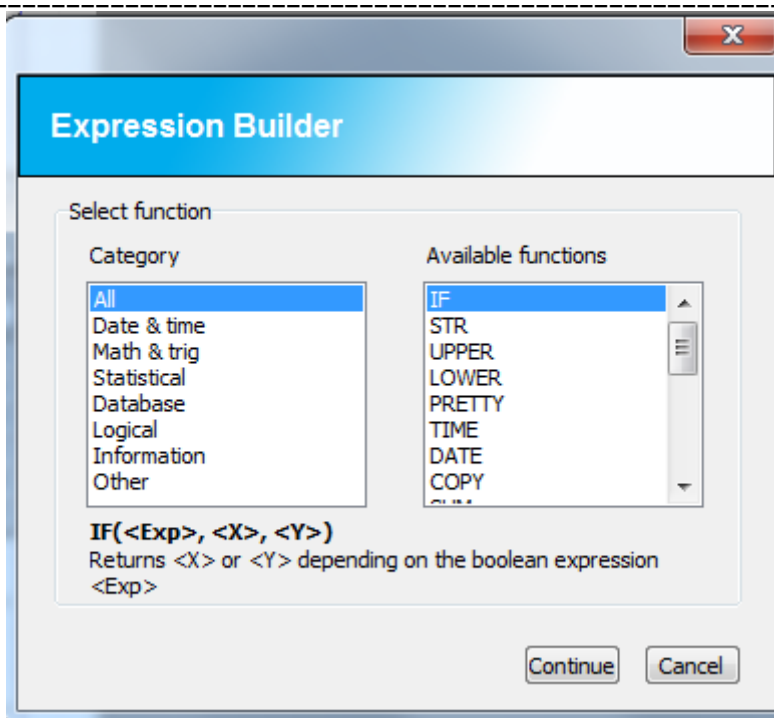 Expression Builder
Select function
Category
Available functions
All
Date & time
Math & trig
Statistical
Database
Logical
Information
Other
IF
STR
UPPER
LOWER
PRETTY
TIME
DATE
COPY
SUM
IF(<Exp>, <X>, <Y>)
Returns <X> or <Y> depending on the boolean expression
<Exp>
Continue
Cancel